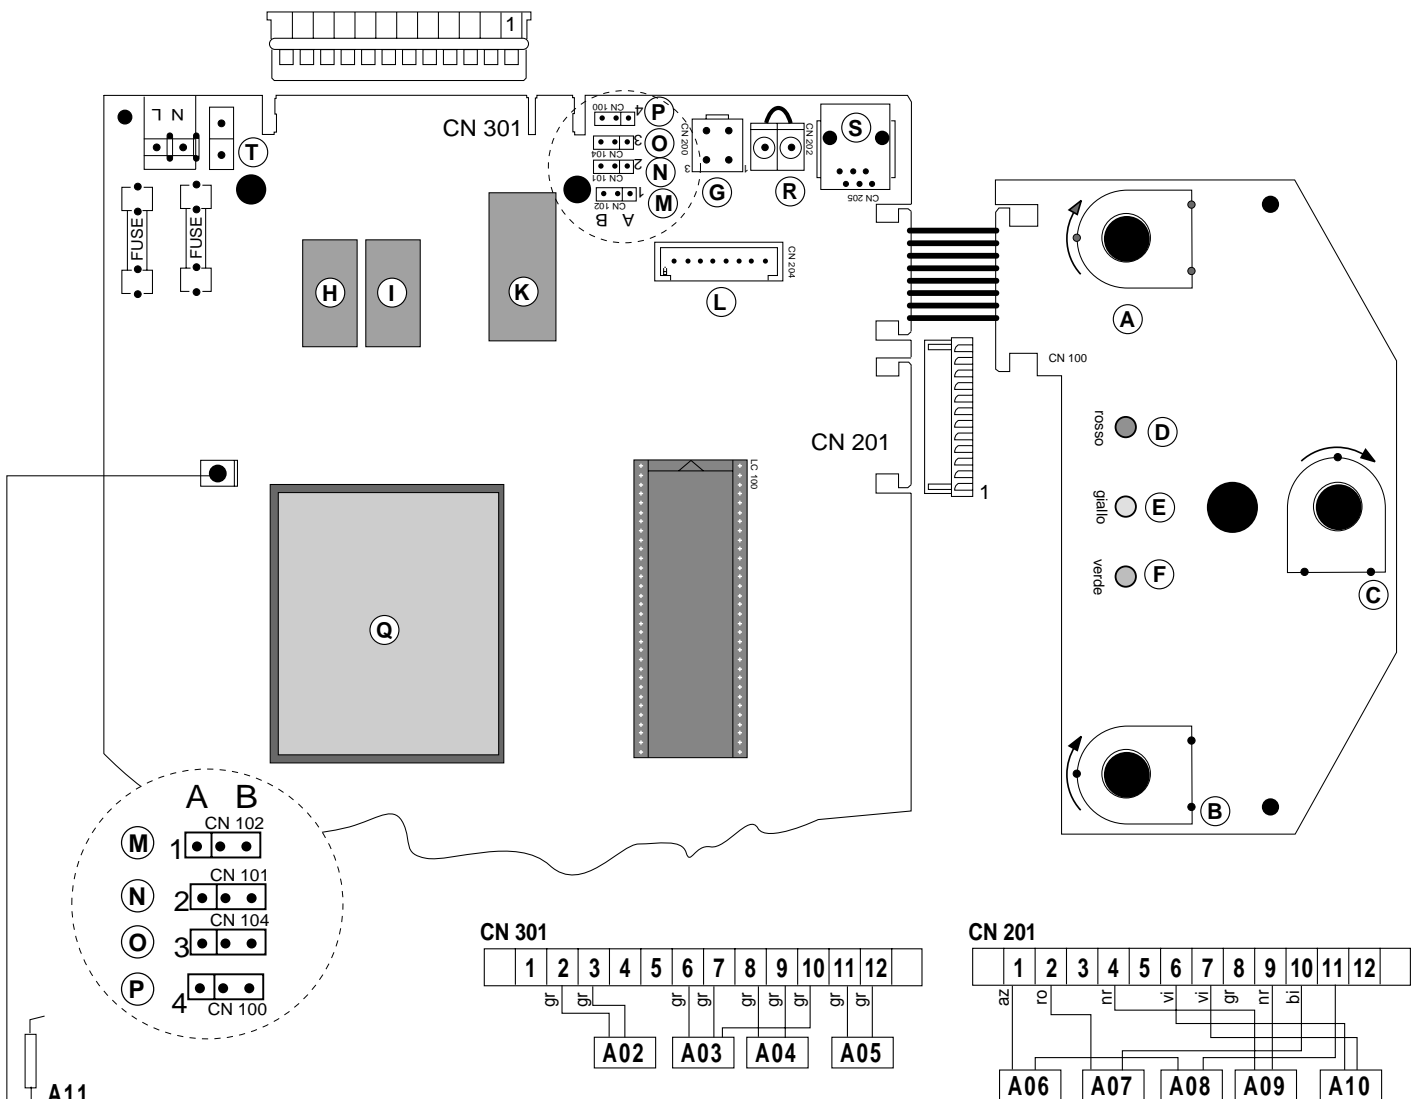 1
N L
T
FUSE
FUSE
CN 301
CN 100
4
P
3
O
CN 104
2
N
CN 101
1
M
CN 102
B A
CN 200
3
G
1
CN 202
R
S
CN 205
H
I
K
CN 204
L
A
CN 100
CN 201
1
rosso
D
giallo
E
verde
F
C
B
LC 100
Q
A B
CN 102
M 1
CN 101
N 2
CN 104
O 3
P 4
CN 100
A11
CN 301
1 2 3 4 5 6 7 8 9 10 11 12
gr gr gr gr gr gr gr gr gr
A02 A03 A04 A05
CN 201
1 2 3 4 5 6 7 8 9 10 11 12
az ro nr vi vi gr nr bi
A06 A07 A08 A09 A10